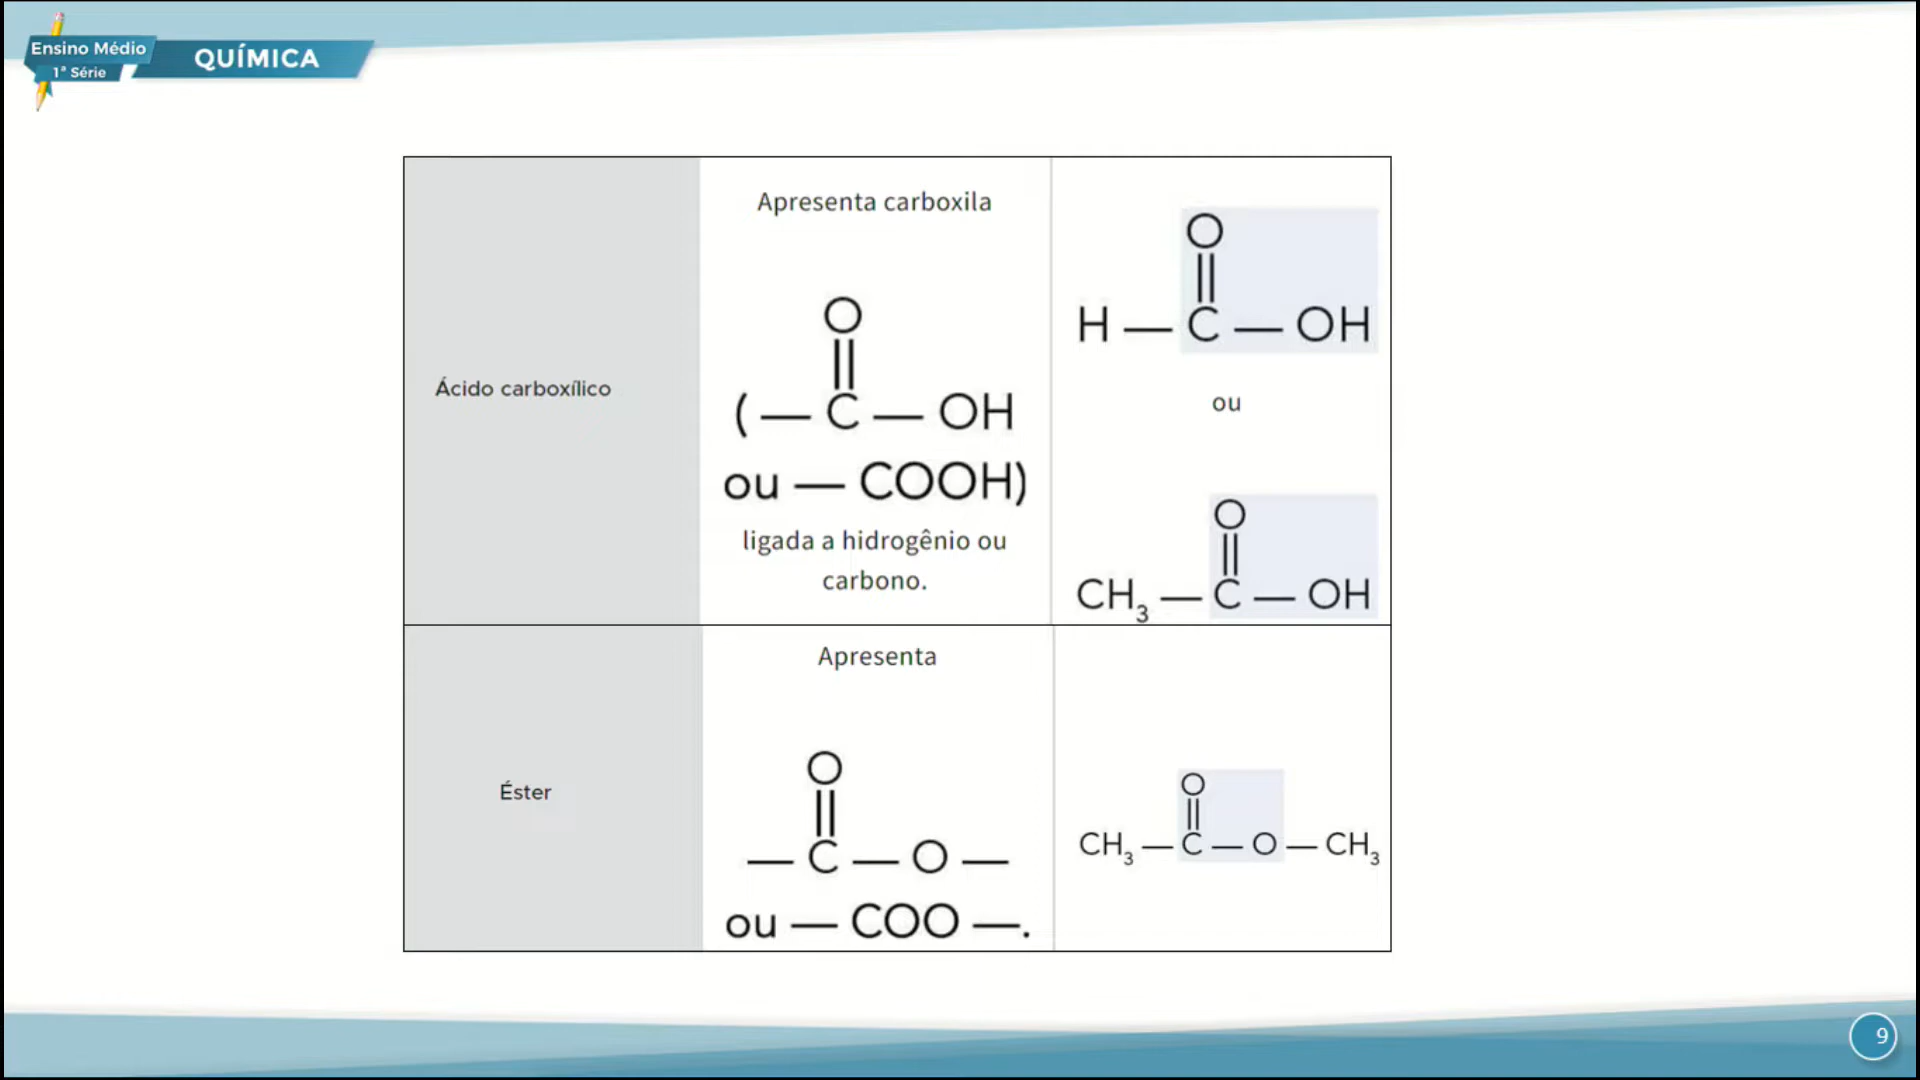 Ensino Médio
1ª Série
QUÍMICA
Ácido carboxílico
Apresenta carboxila
O
||
(— C — OH
ou — COOH)
ligada a hidrogênio ou
carbono.
O
||
H — C — OH
ou
O
||
CH₃ — C — OH
Éster
Apresenta
O
||
— C — O —
ou — COO —.
O
||
CH₃ — C — O — CH₃
9